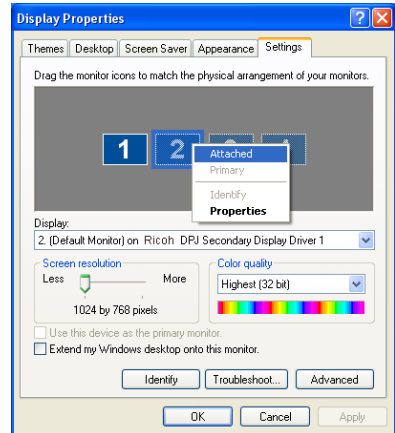 Display Properties
Themes Desktop Screen Saver Appearance Settings
Drag the monitor icons to match the physical arrangement of your monitors.
1 2
Attached
Primary
Identify
Properties
Display:
2. (Default Monitor) on Ricoh DPJ Secondary Display Driver 1
Screen resolution
Less More
1024 by 768 pixels
Color quality
Highest (32 bit)
Use this device as the primary monitor.
Extend my Windows desktop onto this monitor.
Identify Troubleshoot... Advanced
OK Cancel Apply